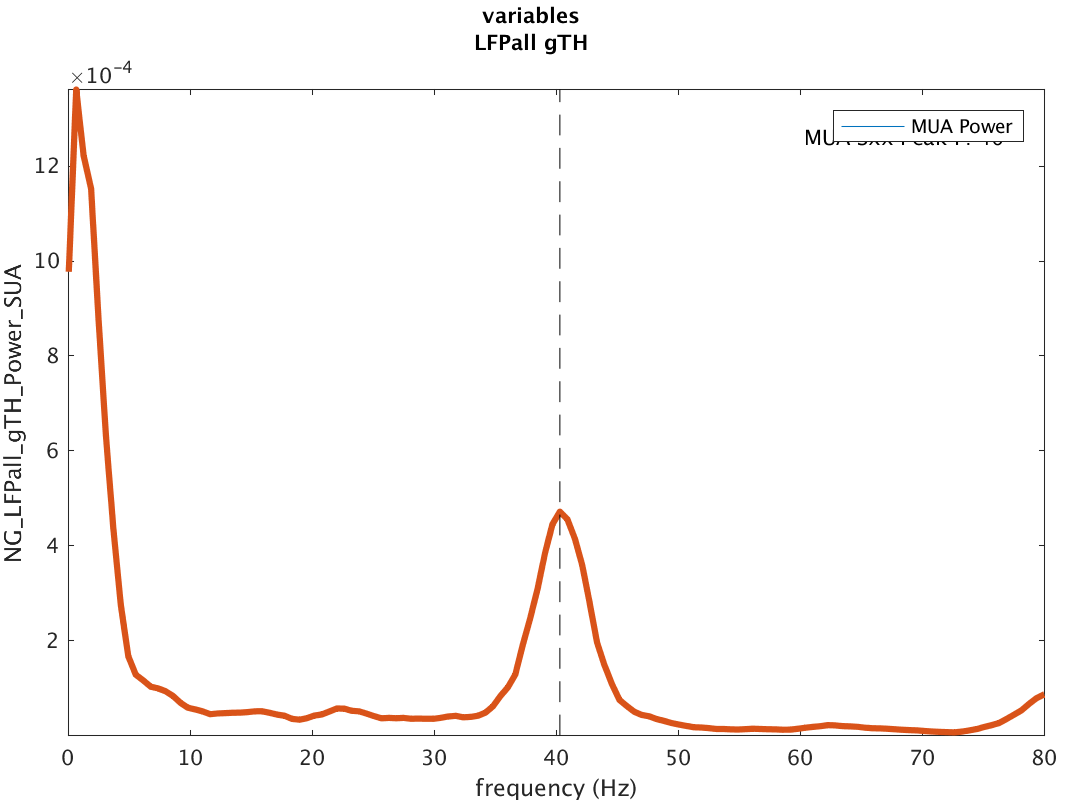 variables
LFPall gTH
×10⁻⁴
MUA Power
MUA
12
10
8
6
4
2
NG_LFPall_gTH_Power_SUA
0 10 20 30 40 50 60 70 80
frequency (Hz)